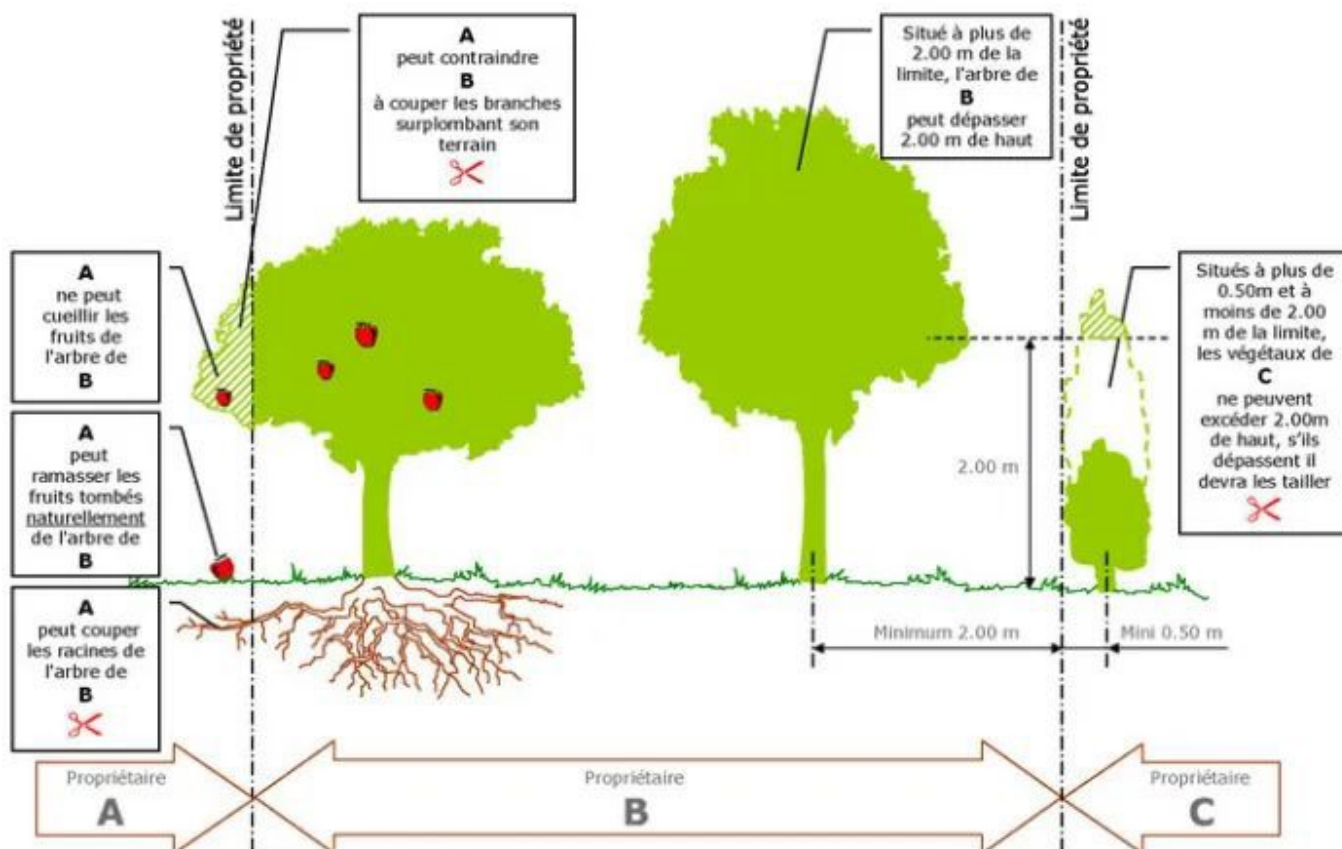 Limite de propriété
A
peut contraindre
B
à couper les branches
surplombant son
terrain
Situé à plus de
2.00 m de la
limite, l'arbre de
B
peut dépasser
2.00 m de haut
Limite de propriété
A
ne peut
cueillir les
fruits de
l'arbre de
B
Situés à plus de
0.50m et à
moins de 2.00
m de la limite,
les végétaux de
C
ne peuvent
excéder 2.00m
de haut, s'ils
dépassent il
devra les tailler
A
peut
ramasser les
fruits tombés
naturellement
de l'arbre de
B
2.00 m
A
peut couper
les racines de
l'arbre de
B
Minimum 2.00 m
Mini 0.50 m
Propriétaire
A
Propriétaire
B
Propriétaire
C